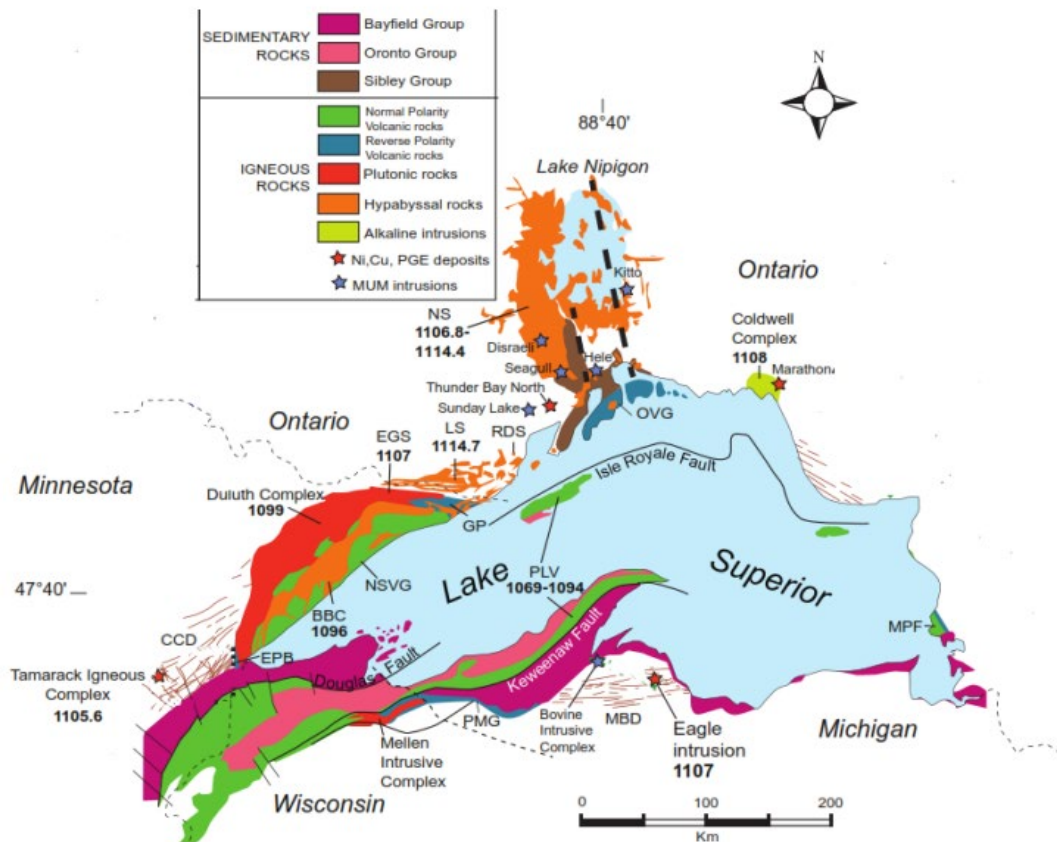 SEDIMENTARY
ROCKS
Bayfield Group
Oronto Group
Sibley Group
IGNEOUS
ROCKS
Normal Polarity
Volcanic rocks
Reverse Polarity
Volcanic rocks
Plutonic rocks
Hypabyssal rocks
Alkaline intrusions
Ni,Cu, PGE deposits
MUM intrusions
N
88°40'
Lake Nipigon
Kitto
Ontario
NS
1106.8-
1114.4
Disraeli
Seagull
Hele
Coldwell
Complex
1108
Marathon
Thunder Bay North
Sunday Lake
OVG
Ontario
LS
1114.7
RDS
EGS
1107
Isle Royale Fault
Minnesota
Duluth Complex
1099
GP
NSVG
47°40'
BBC
1096
Lake
Superior
PLV
1069-1094
MPF
CCD
EPB
Tamarack Igneous
Complex
1105.6
Douglas Fault
Keweenaw Fault
PMG
Mellen
Intrusive
Complex
Bovine
Intrusive
Complex
MBD
Eagle
intrusion
1107
Michigan
Wisconsin
0
100
200
Km